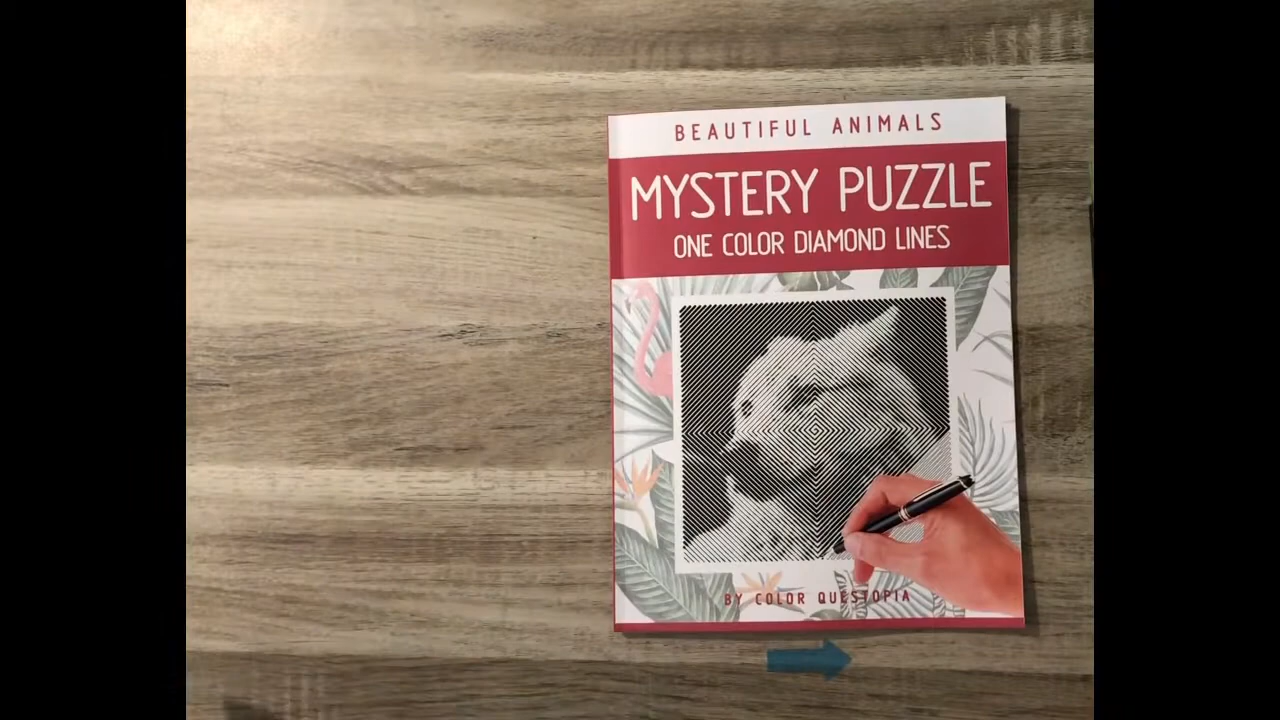 BEAUTIFUL ANIMALS
MYSTERY PUZZLE
ONE COLOR DIAMOND LINES
BY COLOR QUESTOPIA